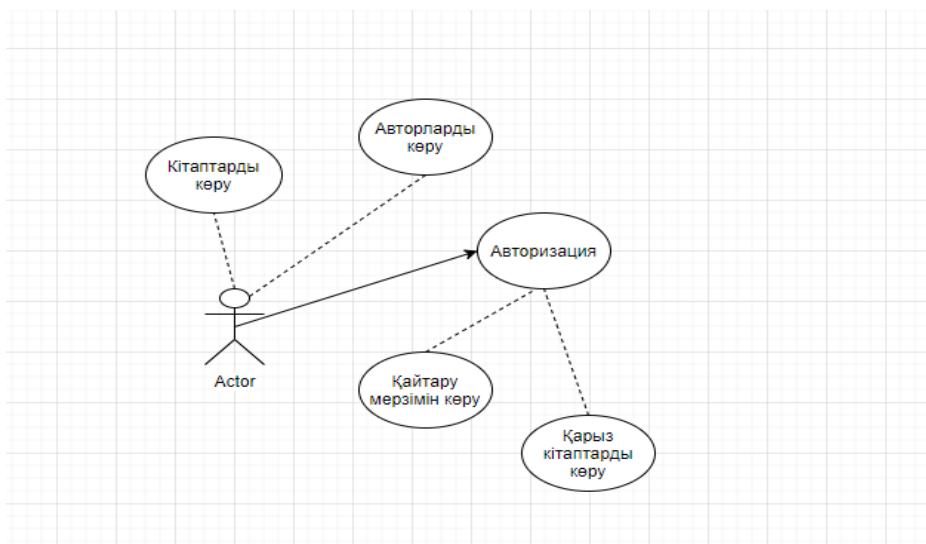 Авторларды
көру
Кітаптарды
көру
Авторизация
Actor
Қайтару
мерзімін көру
Қарыз
кітаптарды
көру